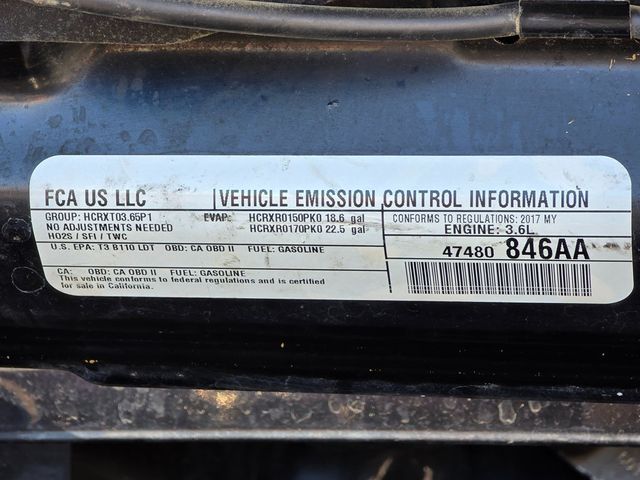 FCA US LLC
VEHICLE EMISSION CONTROL INFORMATION
GROUP: HCRXT03.65P1
NO ADJUSTMENTS NEEDED
HO2S / SFI / TWC
EVAP: HCRXR0150PK0 18.6 gal
HCRXR0170PK0 22.5 gal
CONFORMS TO REGULATIONS: 2017 MY
ENGINE: 3.6L
U.S. EPA: T3 B110 LDT OBD: CA OBD II FUEL: GASOLINE
47480 846AA
CA: OBD: CA OBD II FUEL: GASOLINE
This vehicle conforms to federal regulations and is certified
for sale in California.